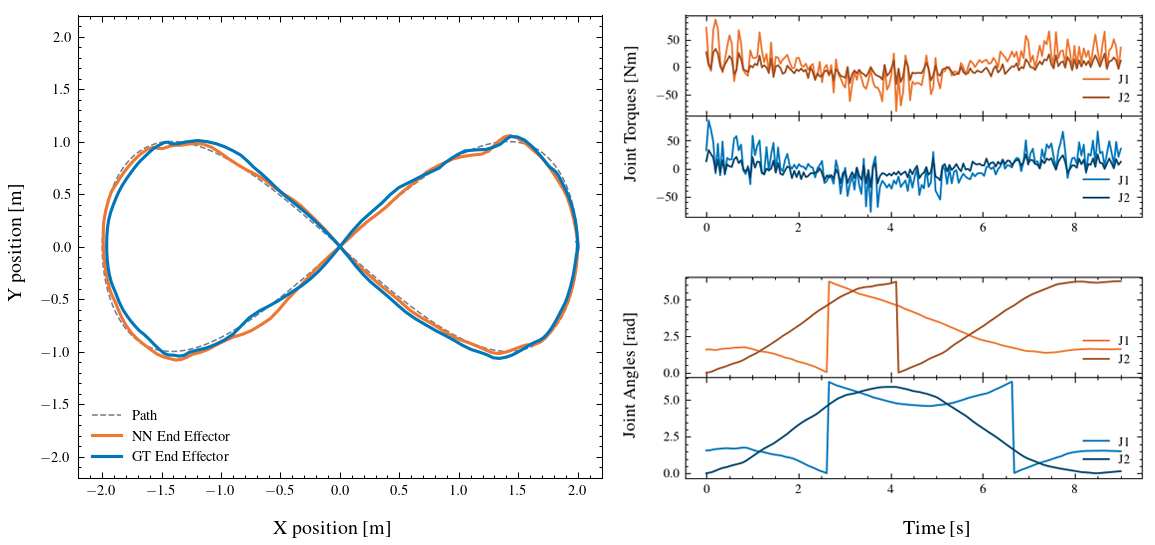 2.0
1.5
1.0
0.5
0.0
−0.5
−1.0
−1.5
−2.0
Y position [m]
Path
NN End Effector
GT End Effector
−2.0 −1.5 −1.0 −0.5 0.0 0.5 1.0 1.5 2.0
X position [m]
Joint Torques [Nm]
50
0
−50
J1
J2
50
0
−50
J1
J2
0 2 4 6 8
Joint Angles [rad]
5.0
2.5
0.0
J1
J2
5.0
2.5
0.0
J1
J2
0 2 4 6 8
Time [s]